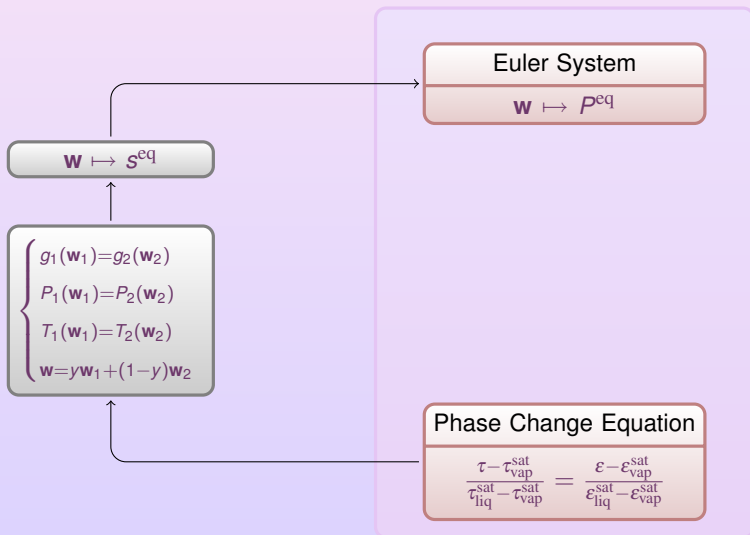 Euler System
w ↦ P^eq
w ↦ s^eq
g₁(w₁)=g₂(w₂)
P₁(w₁)=P₂(w₂)
T₁(w₁)=T₂(w₂)
w=yw₁+(1−y)w₂
Phase Change Equation
(τ−τ_vap^sat)/(τ_liq^sat−τ_vap^sat) = (ε−ε_vap^sat)/(ε_liq^sat−ε_vap^sat)